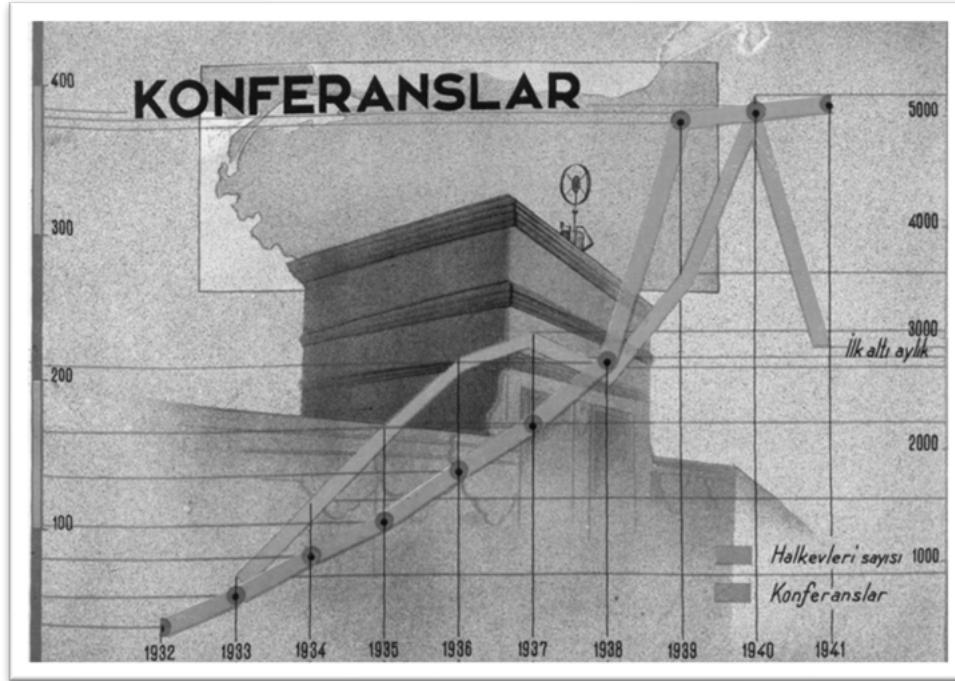 KONFERANSLAR
400
300
200
100
5000
4000
3000
İlk altı aylık
2000
1000
Halkevleri sayısı
Konferanslar
1932 1933 1934 1935 1936 1937 1938 1939 1940 1941